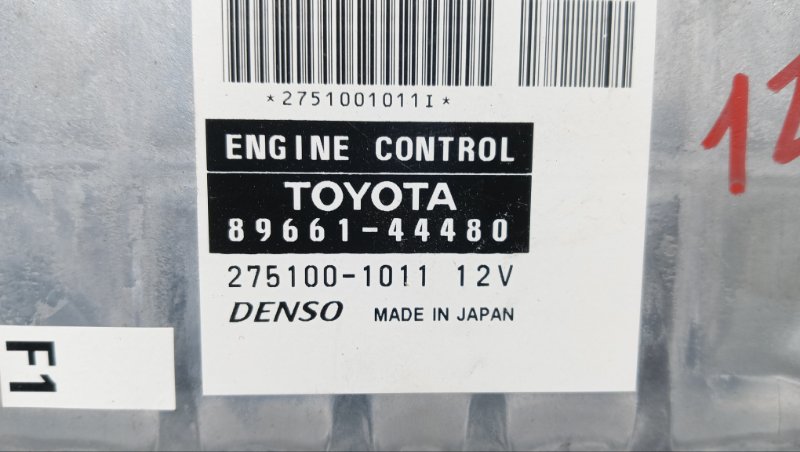 *2751001011I*
ENGINE CONTROL
TOYOTA
89661-44480
275100-1011 12V
DENSO MADE IN JAPAN
F1